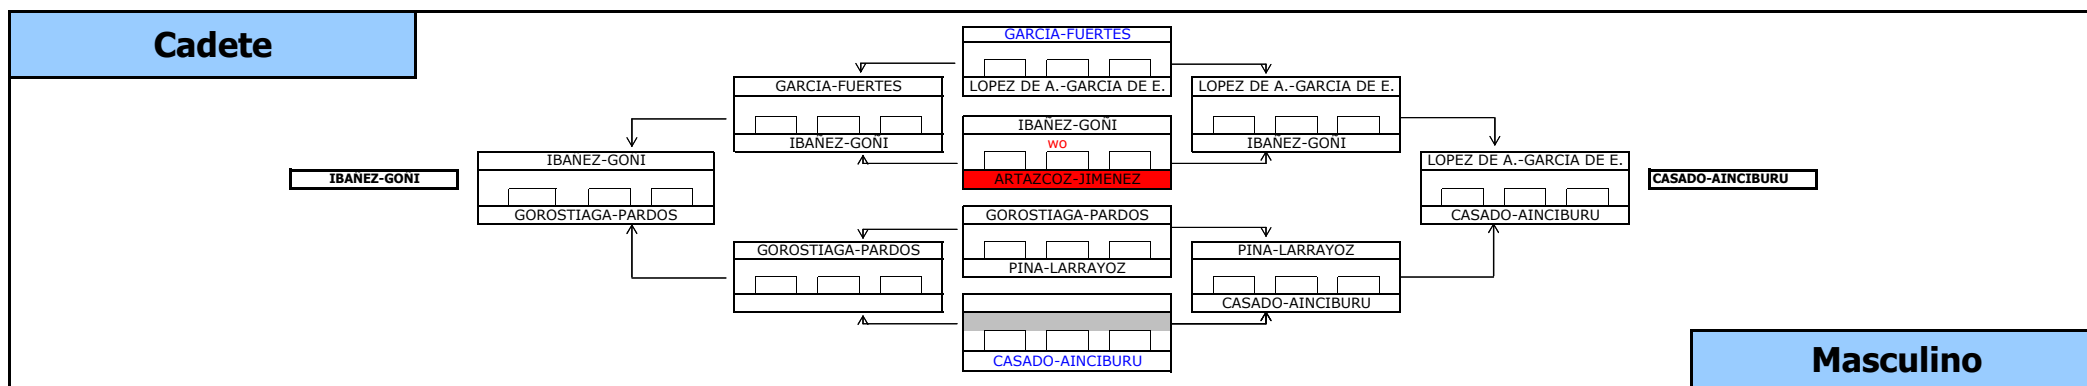 Cadete
GARCIA-FUERTES
GARCIA-FUERTES
LOPEZ DE A.-GARCIA DE E.
LOPEZ DE A.-GARCIA DE E.
IBAÑEZ-GOÑI
IBAÑEZ-GOÑI
wo
IBAÑEZ-GOÑI
IBAÑEZ-GOÑI
LOPEZ DE A.-GARCIA DE E.
IBAÑEZ-GOÑI
ARTAZCOZ-JIMENEZ
CASADO-AINCIBURU
GOROSTIAGA-PARDOS
GOROSTIAGA-PARDOS
CASADO-AINCIBURU
GOROSTIAGA-PARDOS
PINA-LARRAYOZ
PINA-LARRAYOZ
CASADO-AINCIBURU
CASADO-AINCIBURU
Masculino